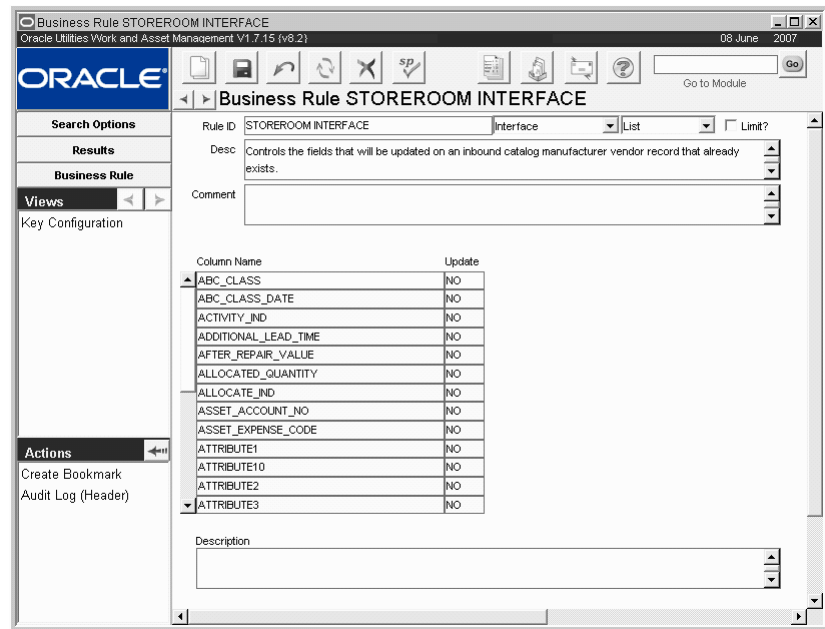 Business Rule STOREROOM INTERFACE
Oracle Utilities Work and Asset Management V1.7.15 (v8.2) 08 June 2007
ORACLE
sp
Go
Go to Module
Business Rule STOREROOM INTERFACE
Search Options
Results
Business Rule
Views
Key Configuration
Rule ID STOREROOM INTERFACE Interface List Limit?
Desc Controls the fields that will be updated on an inbound catalog manufacturer vendor record that already
exists.
Comment
Column Name Update
ABC_CLASS NO
ABC_CLASS_DATE NO
ACTIVITY_IND NO
ADDITIONAL_LEAD_TIME NO
AFTER_REPAIR_VALUE NO
ALLOCATED_QUANTITY NO
ALLOCATE_IND NO
ASSET_ACCOUNT_NO NO
ASSET_EXPENSE_CODE NO
ATTRIBUTE1 NO
ATTRIBUTE10 NO
ATTRIBUTE2 NO
ATTRIBUTE3 NO
Actions
Create Bookmark
Audit Log (Header)
Description